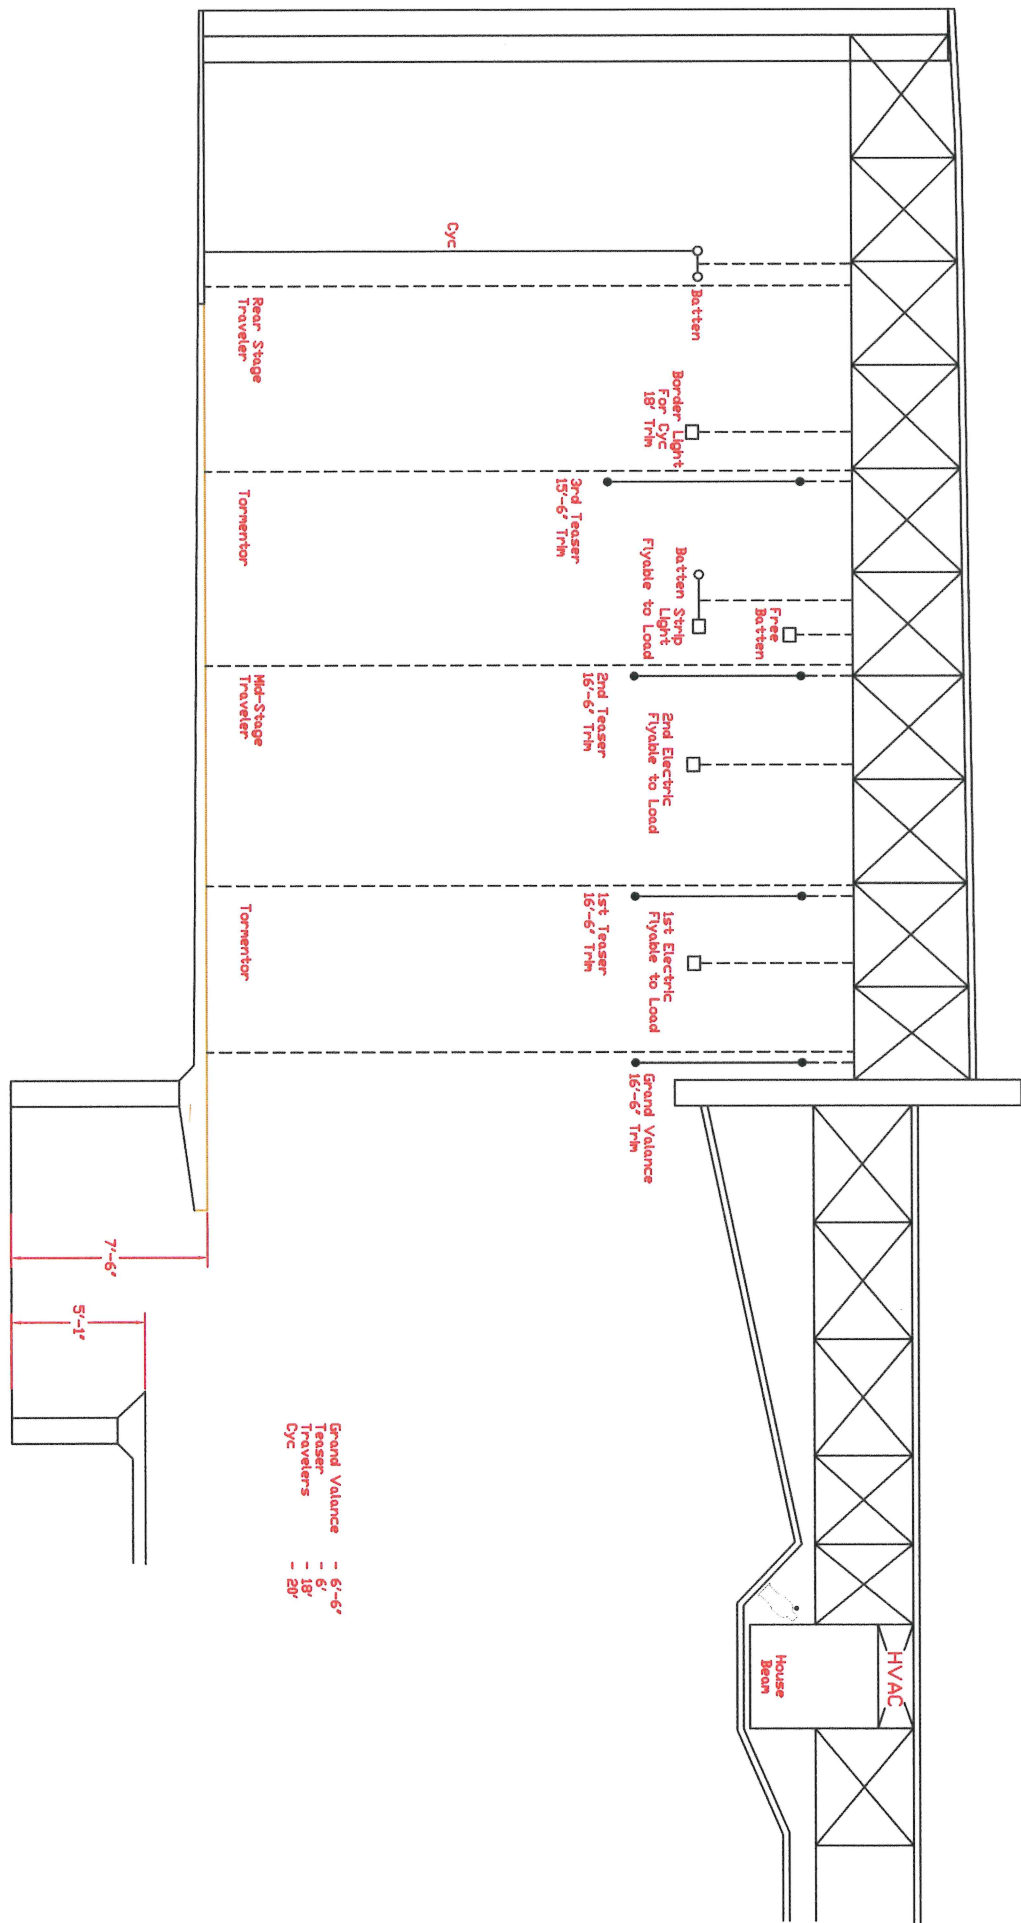 Cyc
Batten
Rear Stage
Traveler
Border Light
For Cyc
18' Trim
3rd Teaser
15'-6" Trim
Tormentor
Batten Strip
Light
Flyable to Load
Free
Batten
2nd Teaser
16'-6" Trim
Mid-Stage
Traveler
2nd Electric
Flyable to Load
1st Teaser
16'-6" Trim
Tormentor
1st Electric
Flyable to Load
Grand Valance
16'-6" Trim
7'-6"
5'-1"
Grand Valance - 6'-6"
Teaser - 6'
Travelers - 18'
Cyc - 20'
House
Beam
HVAC